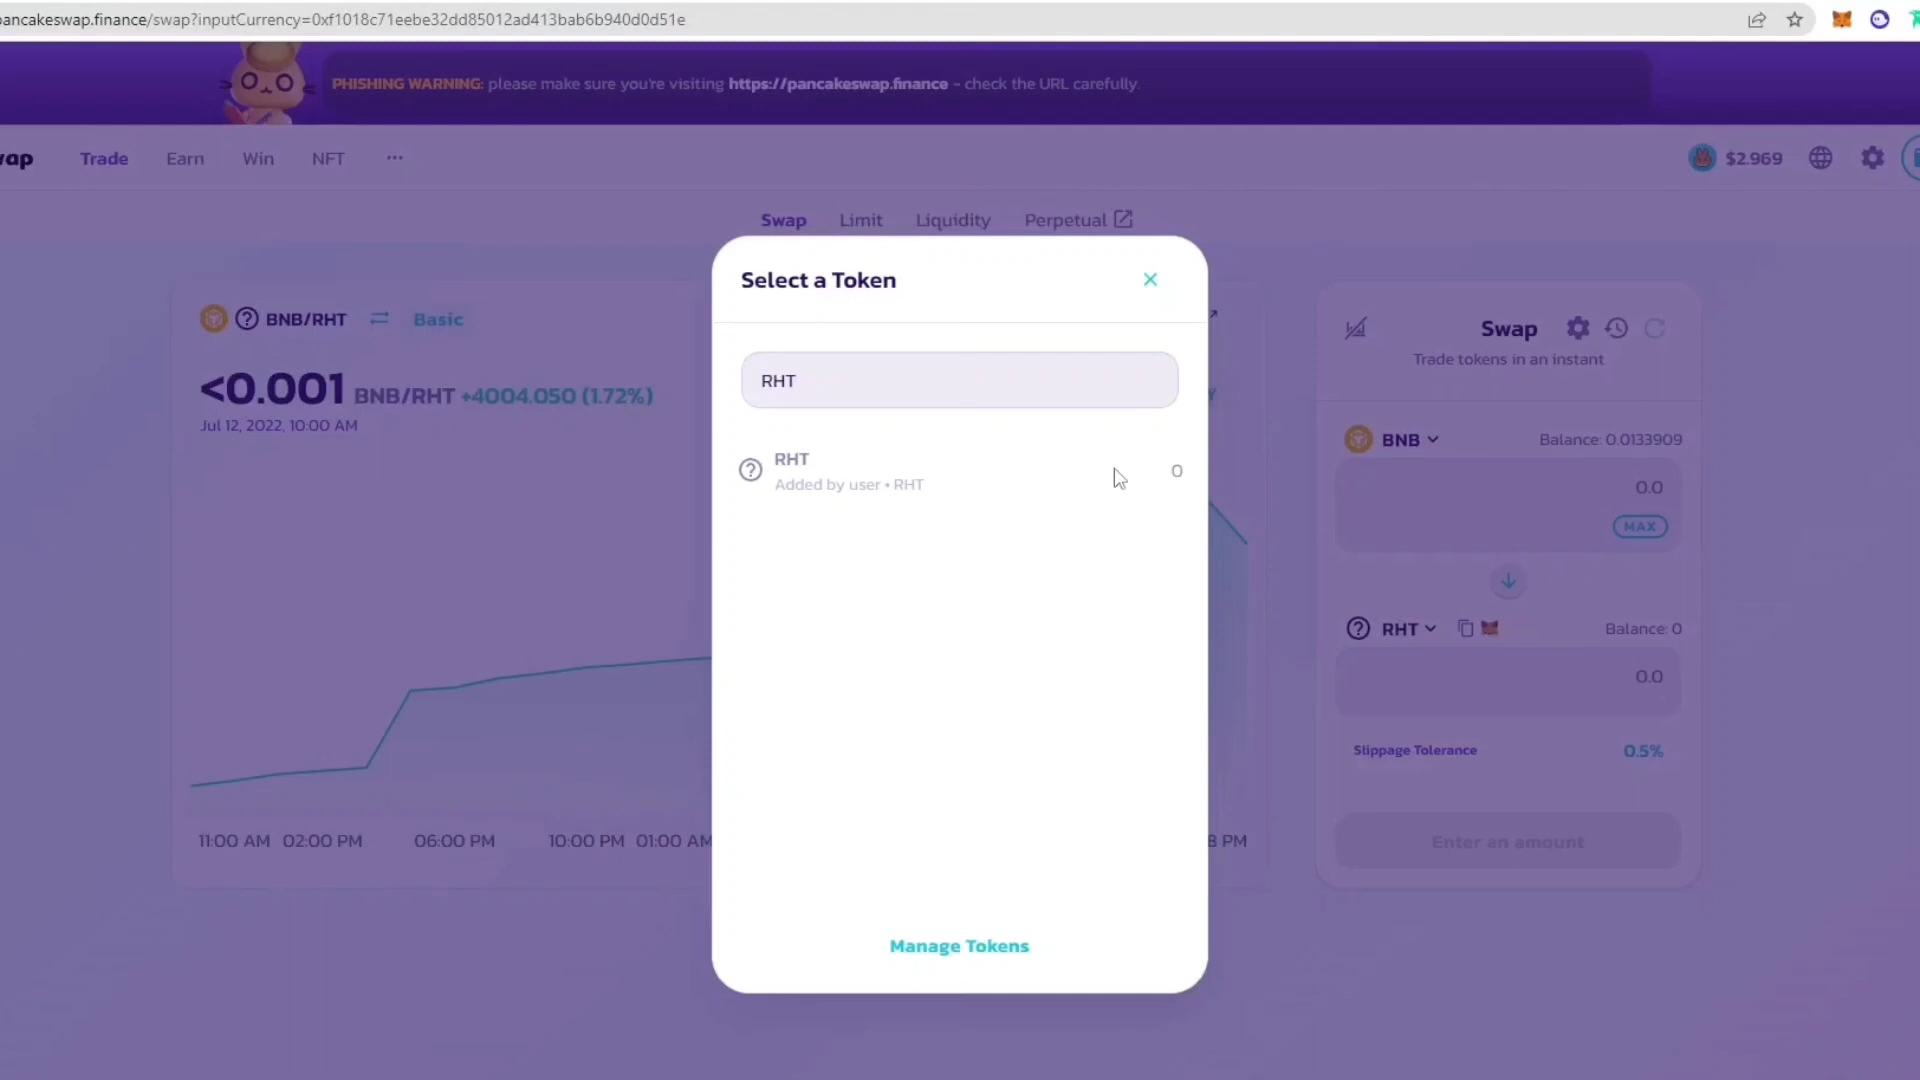 pancakeswap.finance/swap?inputCurrency=0xf1018c71eebe32dd85012ad413bab6b940d0d51e
PHISHING WARNING: please make sure you're visiting https://pancakeswap.finance - check the URL carefully.
Trade Earn Win NFT ...
$2.969
Swap Limit Liquidity Perpetual
Select a Token
RHT
RHT
Added by user • RHT
0
Manage Tokens
BNB/RHT Basic
<0.001 BNB/RHT +4004.050 (1.72%)
Jul 12, 2022, 10:00 AM
11:00 AM 02:00 PM 06:00 PM 10:00 PM 01:00 AM
PM
Swap
Trade tokens in an instant
BNB Balance: 0.0133909
0.0
MAX
RHT Balance: 0
0.0
Slippage Tolerance 0.5%
Enter an amount